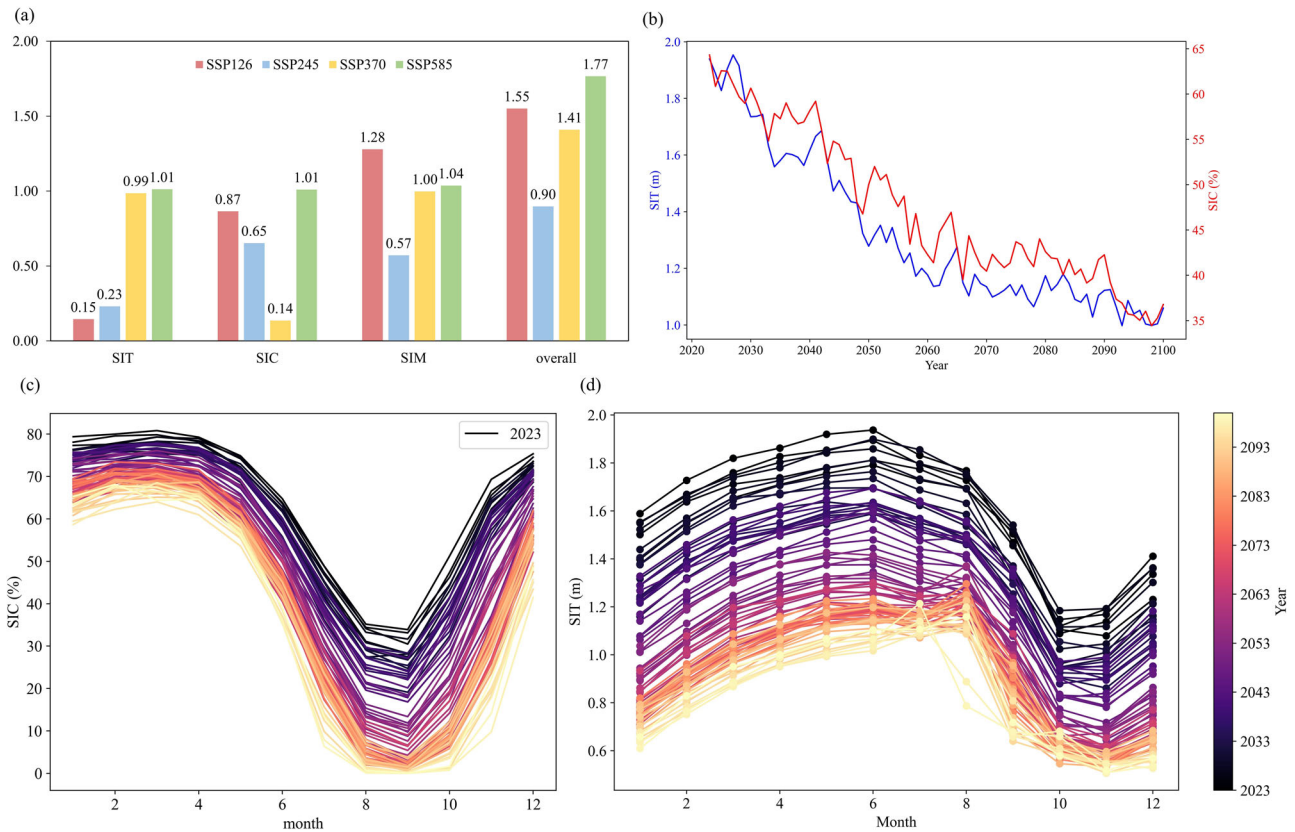 (a)
2.00
1.50
1.00
0.50
0.00
SSP126 SSP245 SSP370 SSP585
0.15 0.23 0.99 1.01
0.87 0.65 0.14 1.01
1.28 0.57 1.00 1.04
1.55 0.90 1.41 1.77
SIT SIC SIM overall
(b)
2.0
1.8
1.6
1.4
1.2
1.0
SIT (m)
65
60
55
50
45
40
35
SIC (%)
2020 2030 2040 2050 2060 2070 2080 2090 2100
Year
(c)
80
70
60
50
40
30
20
10
0
SIC (%)
2023
2 4 6 8 10 12
month
(d)
2.0
1.8
1.6
1.4
1.2
1.0
0.8
0.6
SIT (m)
2 4 6 8 10 12
Month
2093
2083
2073
2063
2053
2043
2033
2023
Year